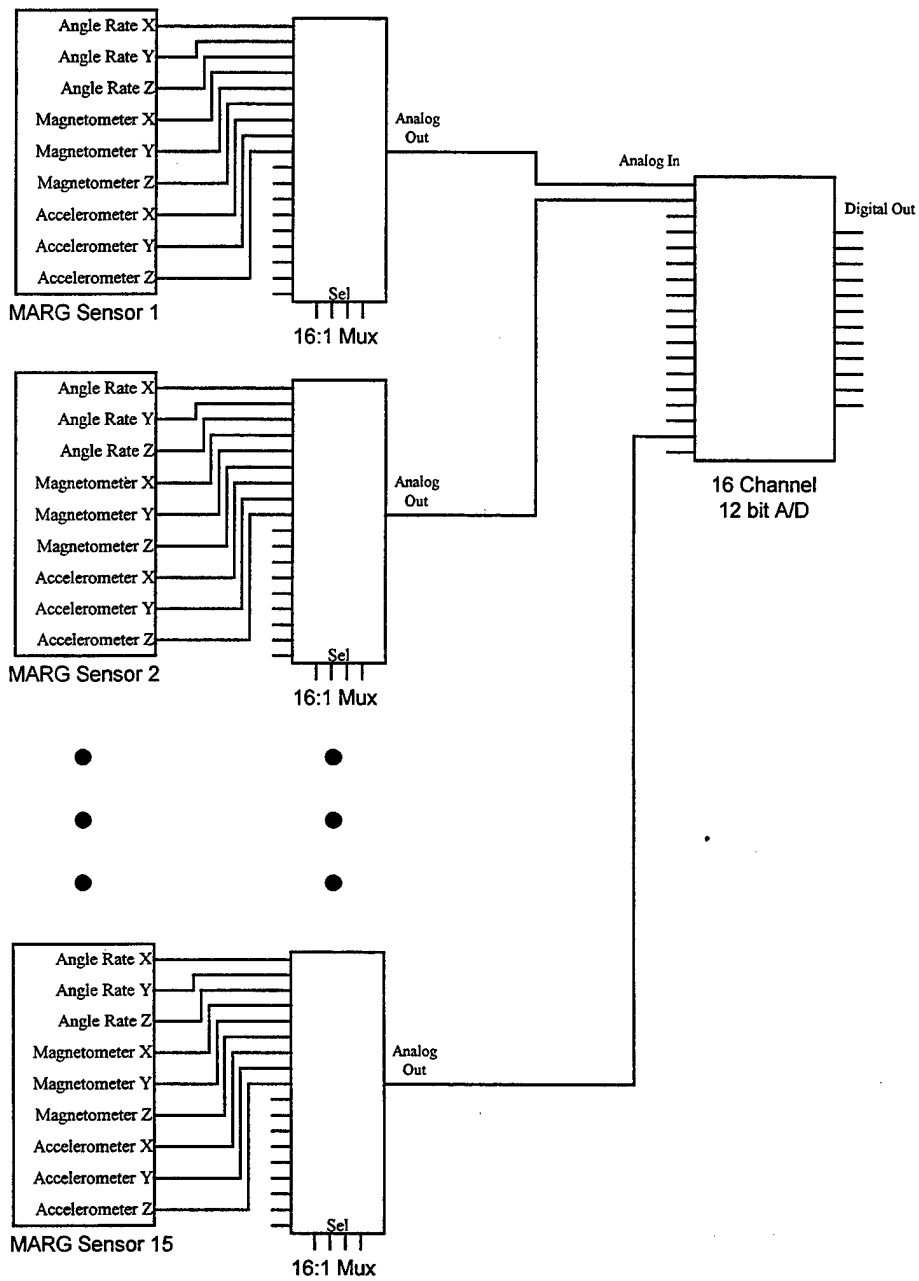 Angle Rate X
Angle Rate Y
Angle Rate Z
Magnetometer X
Magnetometer Y
Magnetometer Z
Accelerometer X
Accelerometer Y
Accelerometer Z
MARG Sensor 1
Sel
16:1 Mux
Analog
Out
Analog In
Digital Out
16 Channel
12 bit A/D
Angle Rate X
Angle Rate Y
Angle Rate Z
Magnetometer X
Magnetometer Y
Magnetometer Z
Accelerometer X
Accelerometer Y
Accelerometer Z
MARG Sensor 2
Sel
16:1 Mux
Analog
Out
Angle Rate X
Angle Rate Y
Angle Rate Z
Magnetometer X
Magnetometer Y
Magnetometer Z
Accelerometer X
Accelerometer Y
Accelerometer Z
MARG Sensor 15
Sel
16:1 Mux
Analog
Out